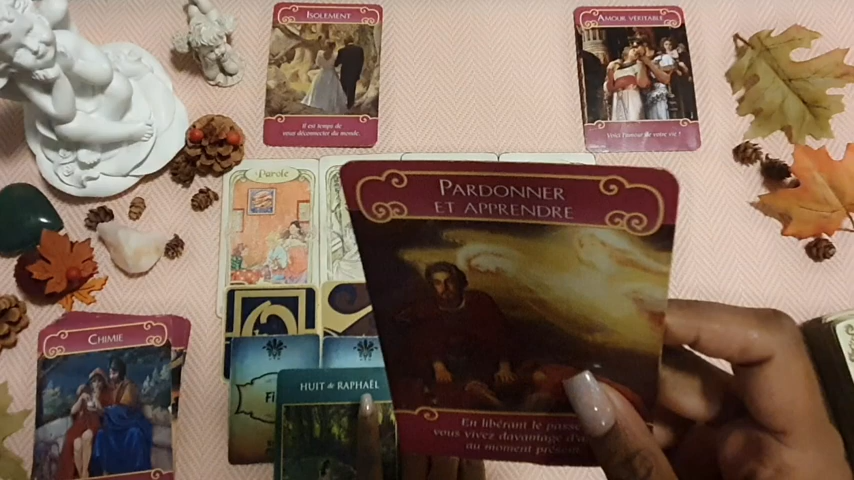 ISOLEMENT
Il est temps de
vous déconnecter du monde.
AMOUR VÉRITABLE
Voici l'amour de votre vie !
Parole
PARDONNER
ET APPRENDRE
En libérant le passé
vous vivez davantage
au moment présent.
CHIMIE
HUIT de RAPHAËL